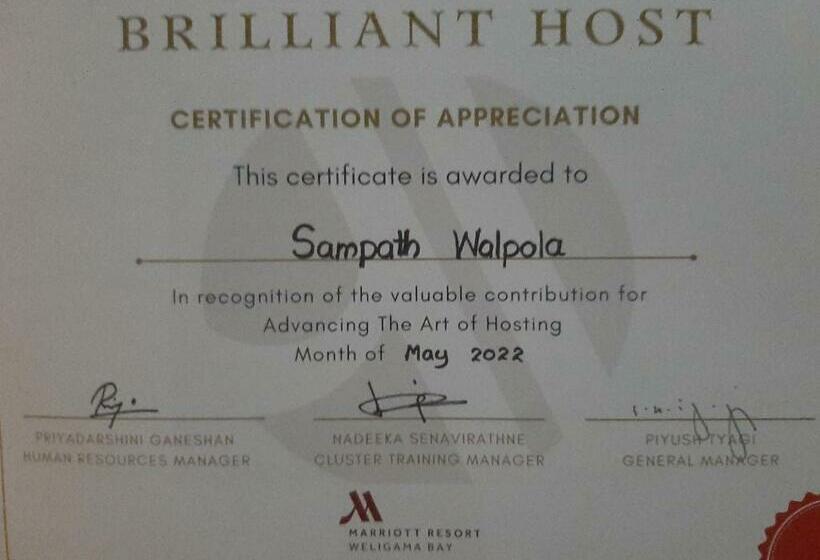 BRILLIANT HOST
CERTIFICATION OF APPRECIATION
This certificate is awarded to
Sampath Walpola
In recognition of the valuable contribution for
Advancing The Art of Hosting
Month of May 2022
PRIYADARSHINI GANESHAN NADEEKA SENAVIRATHNE PIYUSH TYAGI
HUMAN RESOURCES MANAGER CLUSTER TRAINING MANAGER GENERAL MANAGER
MARRIOTT RESORT
WELIGAMA BAY